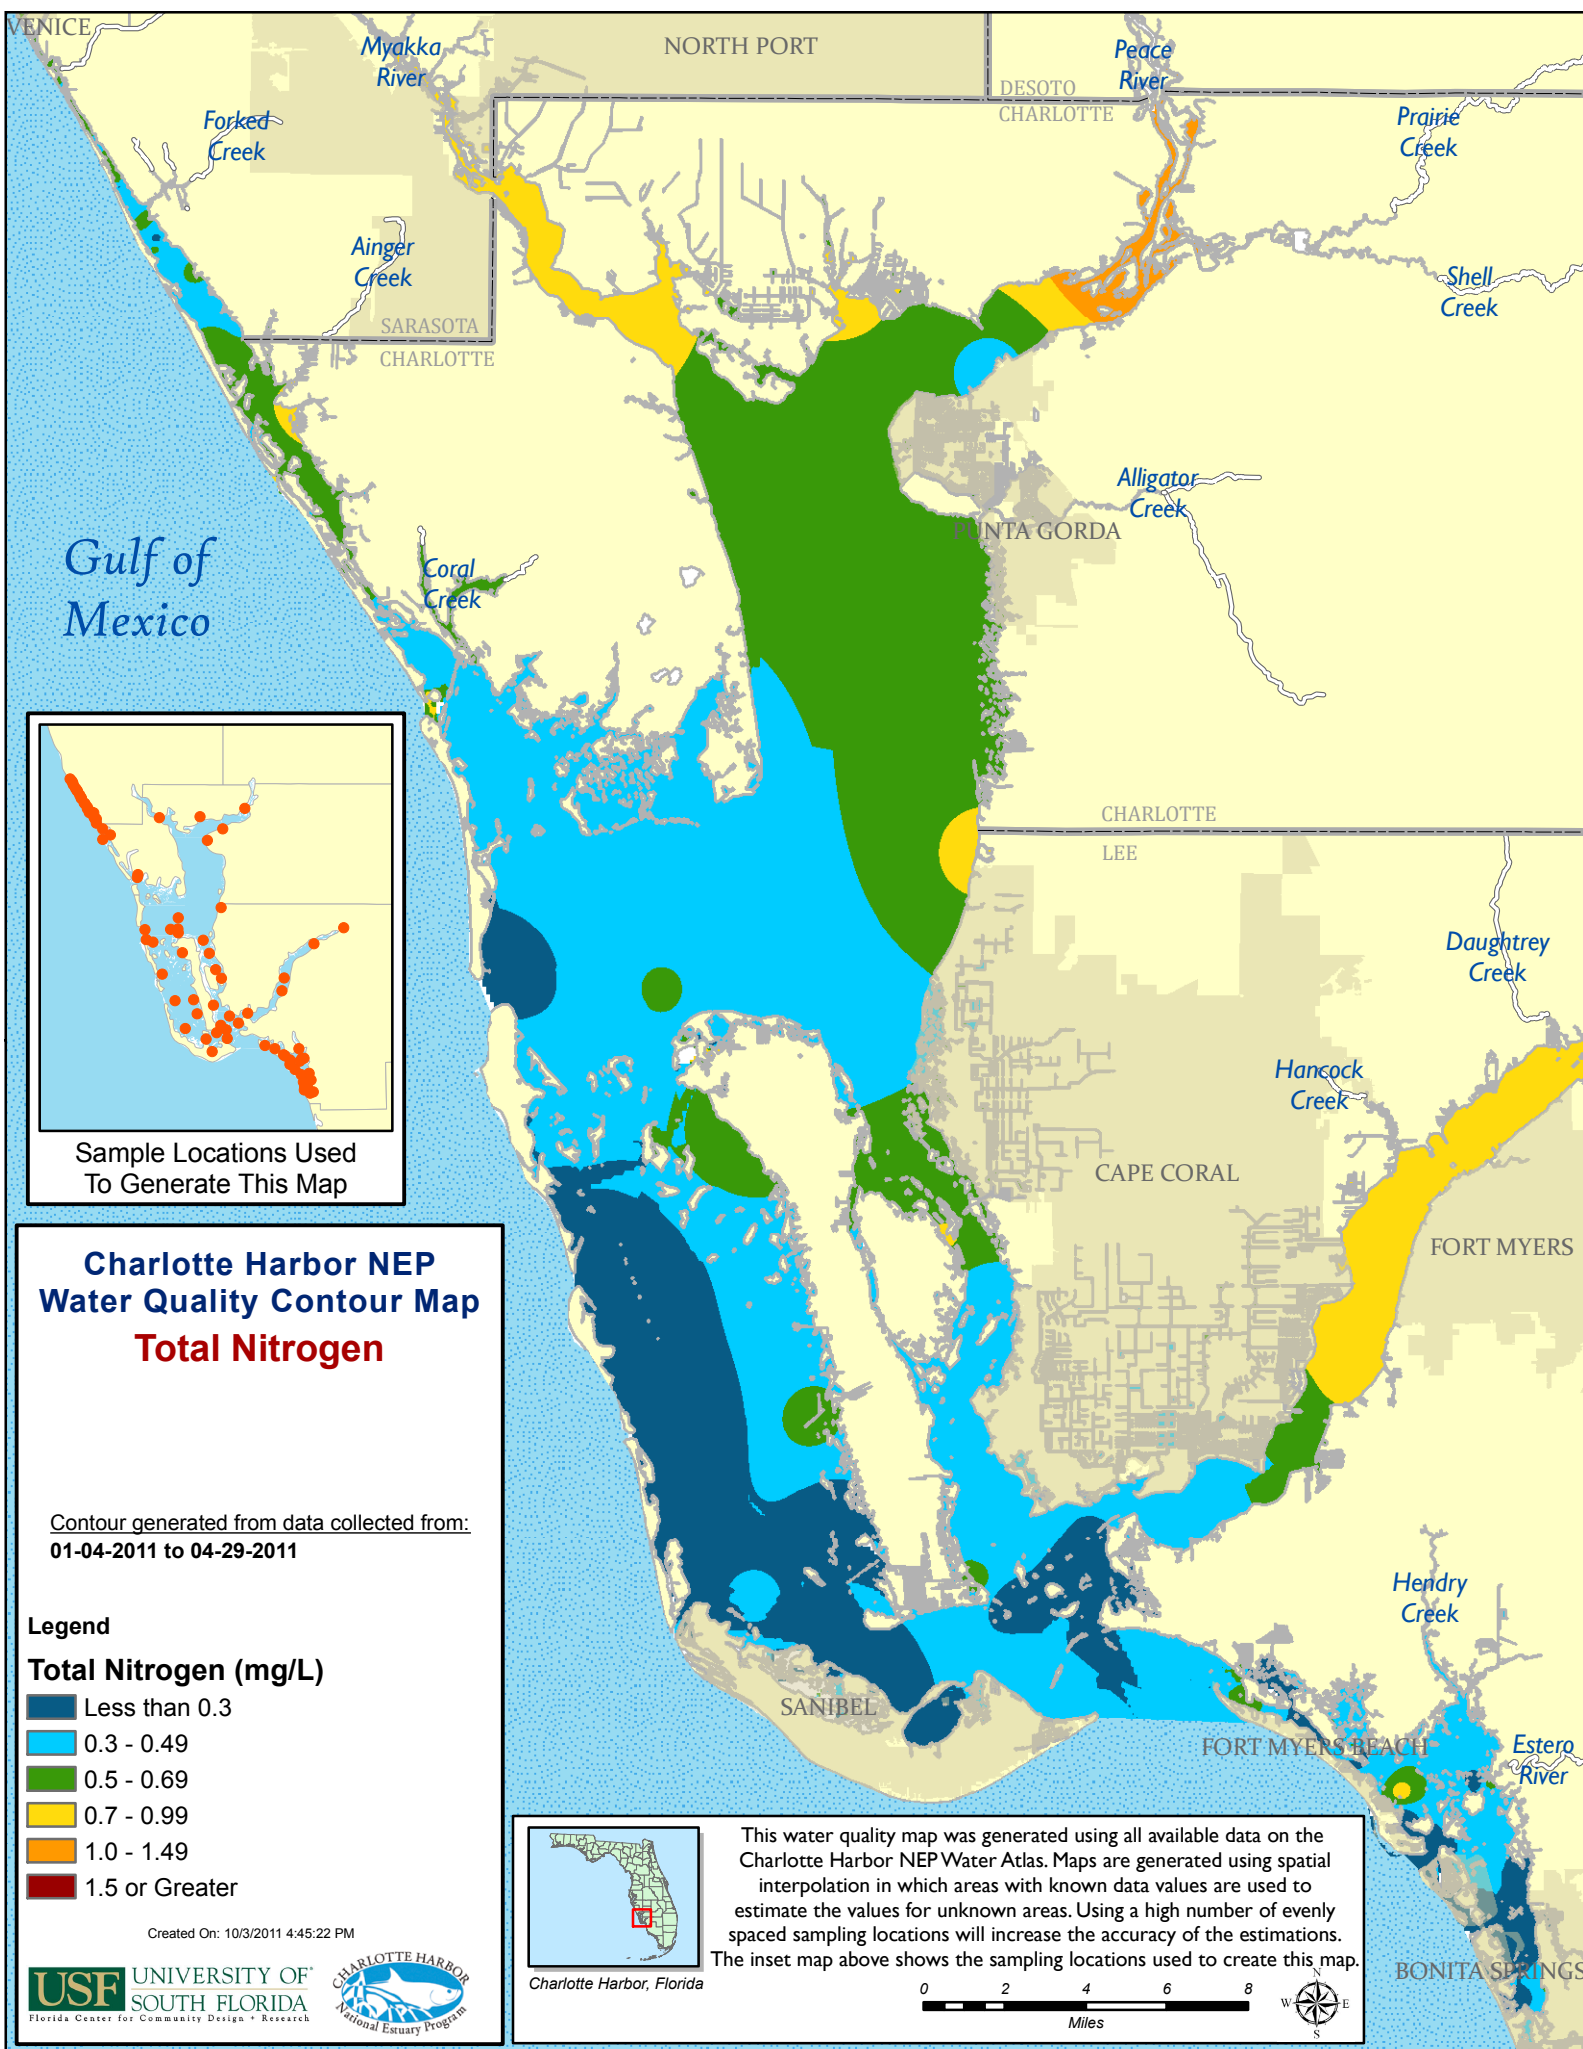 VENICE
Myakka
River
NORTH PORT
Peace
River
DESOTO
CHARLOTTE
Forked
Creek
Prairie
Creek
Ainger
Creek
Shell
Creek
SARASOTA
CHARLOTTE
Alligator
Creek
PUNTA GORDA
Gulf of
Mexico
Coral
Creek
CHARLOTTE
LEE
Daughtrey
Creek
Hancock
Creek
CAPE CORAL
FORT MYERS
Sample Locations Used
To Generate This Map
Charlotte Harbor NEP
Water Quality Contour Map
Total Nitrogen
Contour generated from data collected from:
01-04-2011 to 04-29-2011
Legend
Total Nitrogen (mg/L)
Less than 0.3
0.3 - 0.49
0.5 - 0.69
0.7 - 0.99
1.0 - 1.49
1.5 or Greater
Created On: 10/3/2011 4:45:22 PM
USF UNIVERSITY OF
SOUTH FLORIDA
Florida Center for Community Design + Research
CHARLOTTE HARBOR
National Estuary Program
Hendry
Creek
SANIBEL
FORT MYERS BEACH
Estero
River
BONITA SPRINGS
Charlotte Harbor, Florida
This water quality map was generated using all available data on the
Charlotte Harbor NEP Water Atlas. Maps are generated using spatial
interpolation in which areas with known data values are used to
estimate the values for unknown areas. Using a high number of evenly
spaced sampling locations will increase the accuracy of the estimations.
The inset map above shows the sampling locations used to create this map.
0 2 4 6 8
Miles
N
W E
S